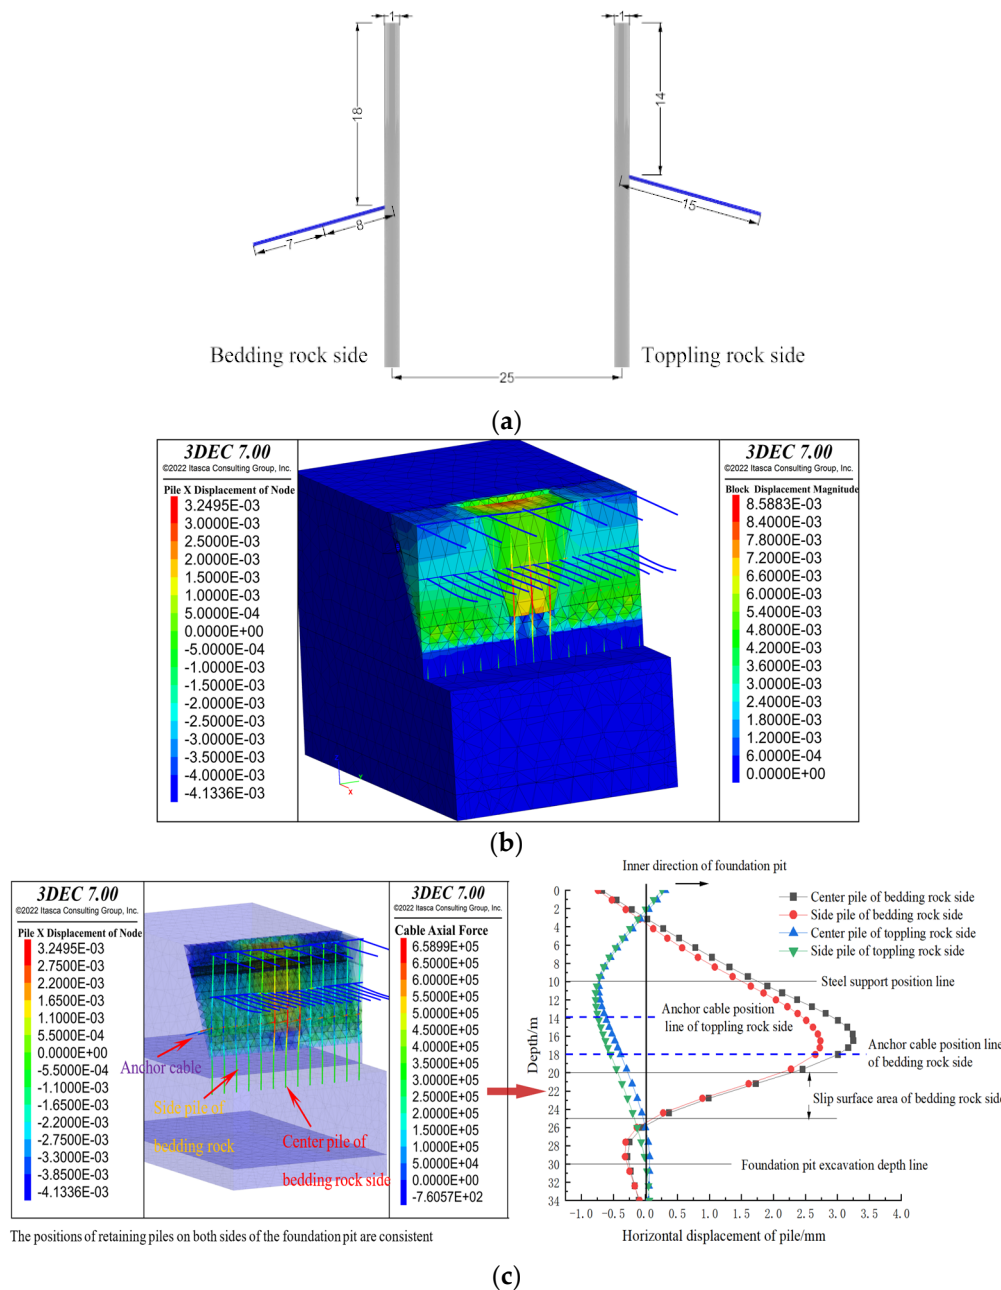 1
18
8
7
Bedding rock side
1
14
15
Toppling rock side
25
(a)
3DEC 7.00
©2022 Itasca Consulting Group, Inc.
Pile X Displacement of Node
3.2495E-03
3.0000E-03
2.5000E-03
2.0000E-03
1.5000E-03
1.0000E-03
5.0000E-04
0.0000E+00
-5.0000E-04
-1.0000E-03
-1.5000E-03
-2.0000E-03
-2.5000E-03
-3.0000E-03
-3.5000E-03
-4.0000E-03
-4.1336E-03
Y
X
3DEC 7.00
©2022 Itasca Consulting Group, Inc.
Block Displacement Magnitude
8.5883E-03
8.4000E-03
7.8000E-03
7.2000E-03
6.6000E-03
6.0000E-03
5.4000E-03
4.8000E-03
4.2000E-03
3.6000E-03
3.0000E-03
2.4000E-03
1.8000E-03
1.2000E-03
6.0000E-04
0.0000E+00
(b)
3DEC 7.00
©2022 Itasca Consulting Group, Inc.
Pile X Displacement of Node
3.2495E-03
2.7500E-03
2.2000E-03
1.6500E-03
1.1000E-03
5.5000E-04
0.0000E+00
-5.5000E-04
-1.1000E-03
-1.6500E-03
-2.2000E-03
-2.7500E-03
-3.3000E-03
-3.8500E-03
-4.1336E-03
Anchor cable
Side pile of
bedding rock
Center pile of
bedding rock side
3DEC 7.00
©2022 Itasca Consulting Group, Inc.
Cable Axial Force
6.5899E+05
6.5000E+05
6.0000E+05
5.5000E+05
5.0000E+05
4.5000E+05
4.0000E+05
3.5000E+05
3.0000E+05
2.5000E+05
2.0000E+05
1.5000E+05
1.0000E+05
5.0000E+04
0.0000E+00
-7.6057E+02
The positions of retaining piles on both sides of the foundation pit are consistent
Inner direction of foundation pit
Center pile of bedding rock side
Side pile of bedding rock side
Center pile of toppling rock side
Side pile of toppling rock side
Steel support position line
Anchor cable position
line of toppling rock side
Anchor cable position line
of bedding rock side
Slip surface area of bedding rock side
Foundation pit excavation depth line
Depth/m
0
2
4
6
8
10
12
14
16
18
20
22
24
26
28
30
32
34
-1.0 -0.5 0.0 0.5 1.0 1.5 2.0 2.5 3.0 3.5 4.0
Horizontal displacement of pile/mm
(c)